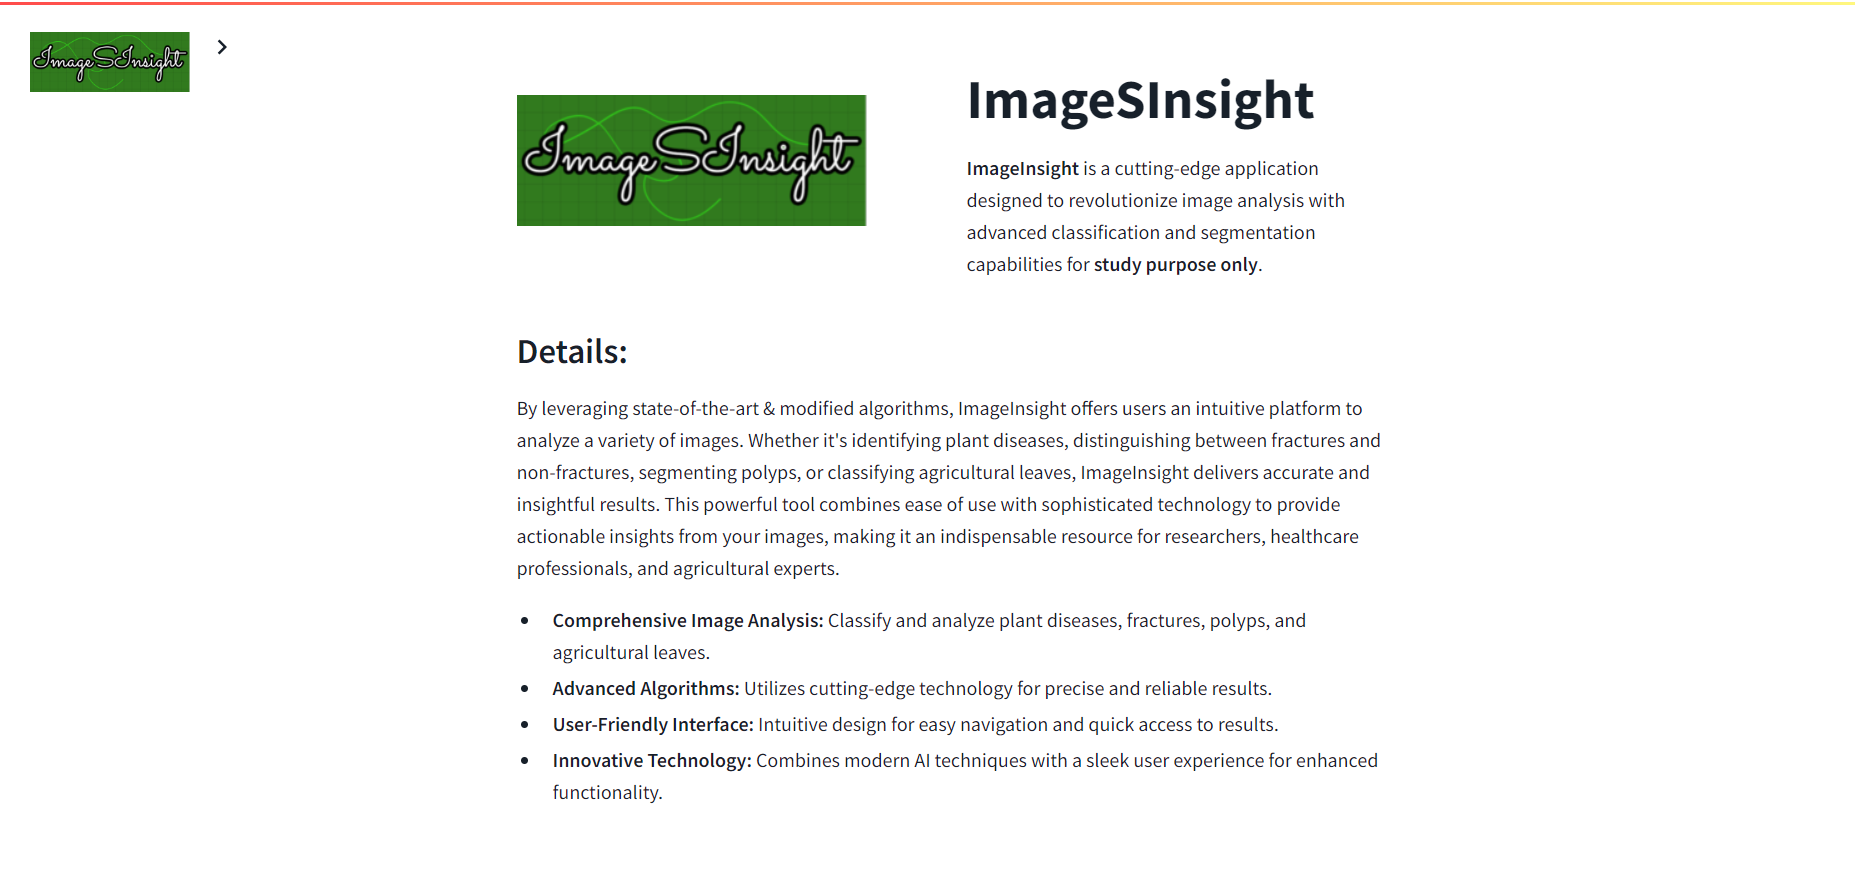 ImageSInsight
ImageSInsight
ImageSInsight
ImageInsight is a cutting-edge application
designed to revolutionize image analysis with
advanced classification and segmentation
capabilities for study purpose only.
Details:
By leveraging state-of-the-art & modified algorithms, ImageInsight offers users an intuitive platform to
analyze a variety of images. Whether it's identifying plant diseases, distinguishing between fractures and
non-fractures, segmenting polyps, or classifying agricultural leaves, ImageInsight delivers accurate and
insightful results. This powerful tool combines ease of use with sophisticated technology to provide
actionable insights from your images, making it an indispensable resource for researchers, healthcare
professionals, and agricultural experts.
• Comprehensive Image Analysis: Classify and analyze plant diseases, fractures, polyps, and
agricultural leaves.
• Advanced Algorithms: Utilizes cutting-edge technology for precise and reliable results.
• User-Friendly Interface: Intuitive design for easy navigation and quick access to results.
• Innovative Technology: Combines modern AI techniques with a sleek user experience for enhanced
functionality.